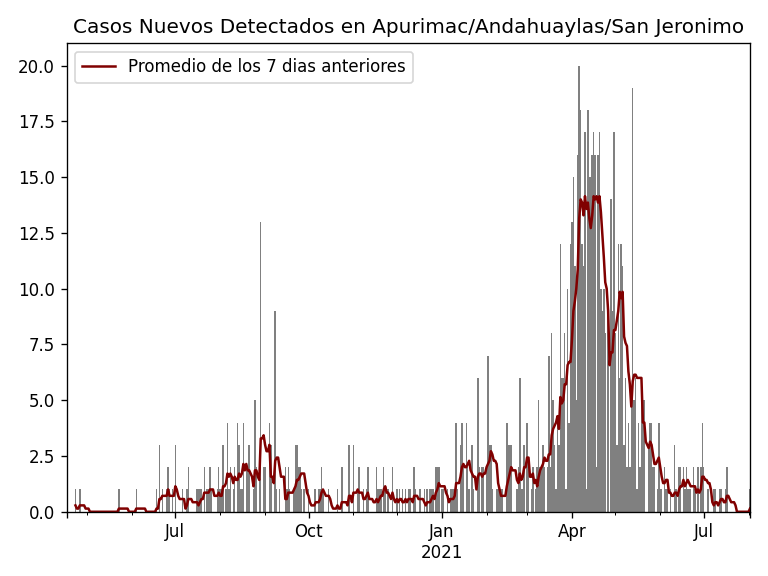 Casos Nuevos Detectados en Apurimac/Andahuaylas/San Jeronimo
Promedio de los 7 dias anteriores
20.0
17.5
15.0
12.5
10.0
7.5
5.0
2.5
0.0
Jul
Oct
Jan
2021
Apr
Jul